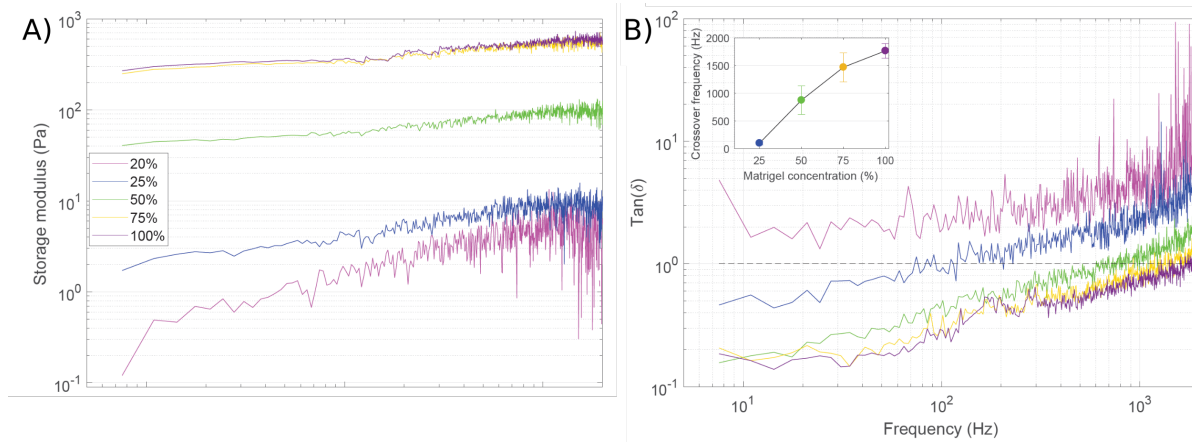 A)
Storage modulus (Pa)
10³
10²
10¹
10⁰
10⁻¹
20%
25%
50%
75%
100%
B)
Tan(δ)
10²
10¹
10⁰
10⁻¹
10¹ 10² 10³
Frequency (Hz)
Crossover frequency (Hz)
2000
1500
1000
500
0
25 50 75 100
Matrigel concentration (%)